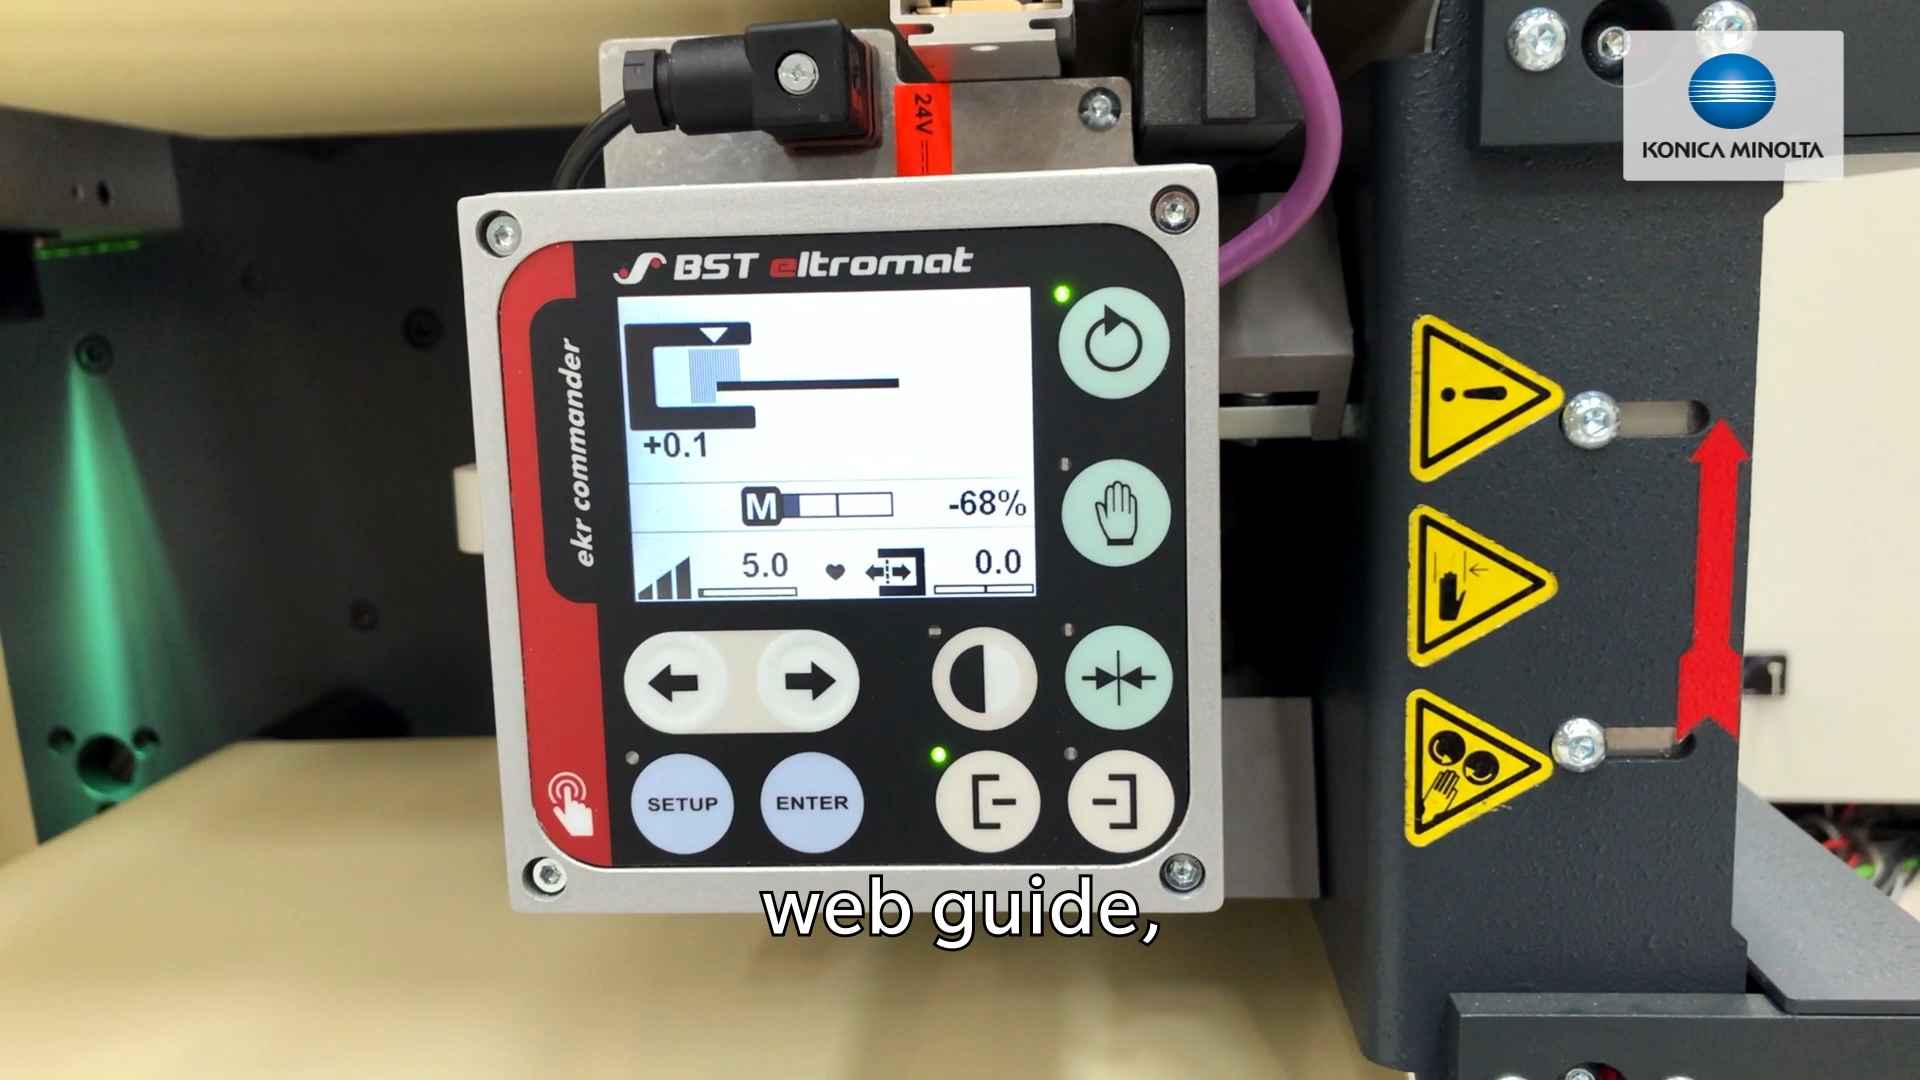 24V
KONICA MINOLTA
BST eltromat
ekr commander
+0.1
M
-68%
5.0
0.0
SETUP
ENTER
web guide,